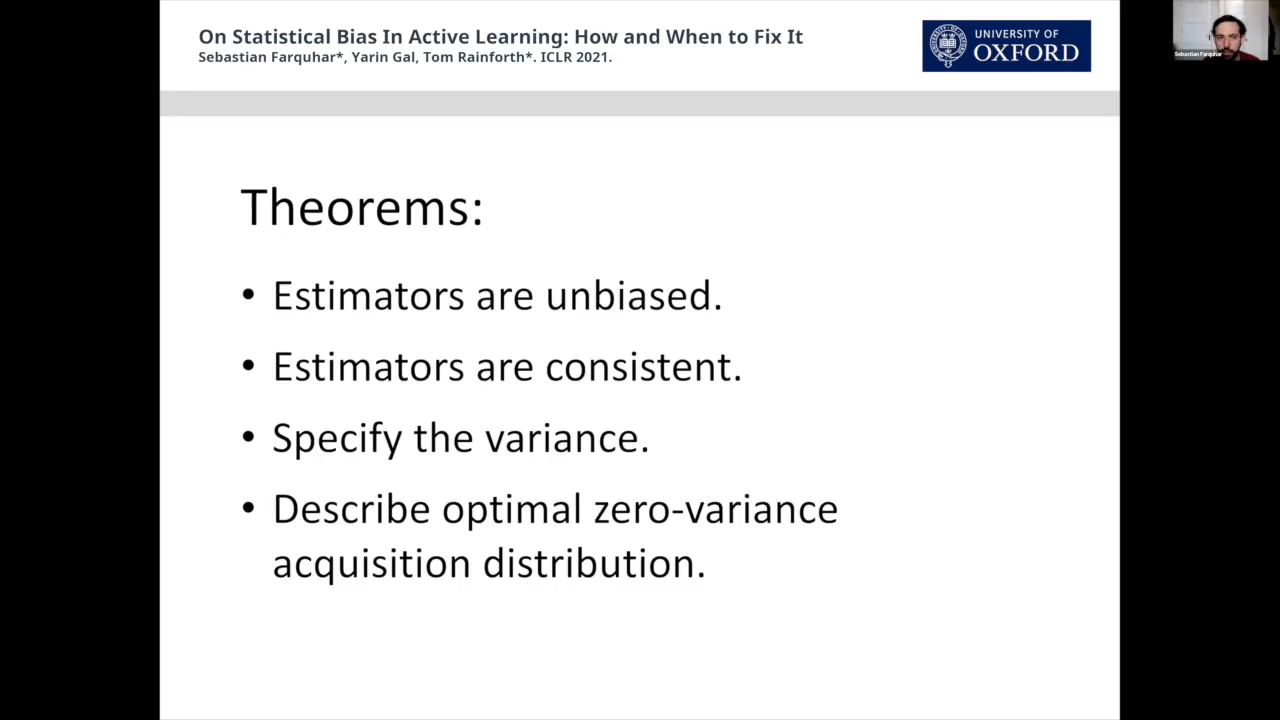 On Statistical Bias In Active Learning: How and When to Fix It
Sebastian Farquhar*, Yarin Gal, Tom Rainforth*. ICLR 2021.
UNIVERSITY OF
OXFORD
Sebastian Farquhar
Theorems:
• Estimators are unbiased.
• Estimators are consistent.
• Specify the variance.
• Describe optimal zero-variance
acquisition distribution.